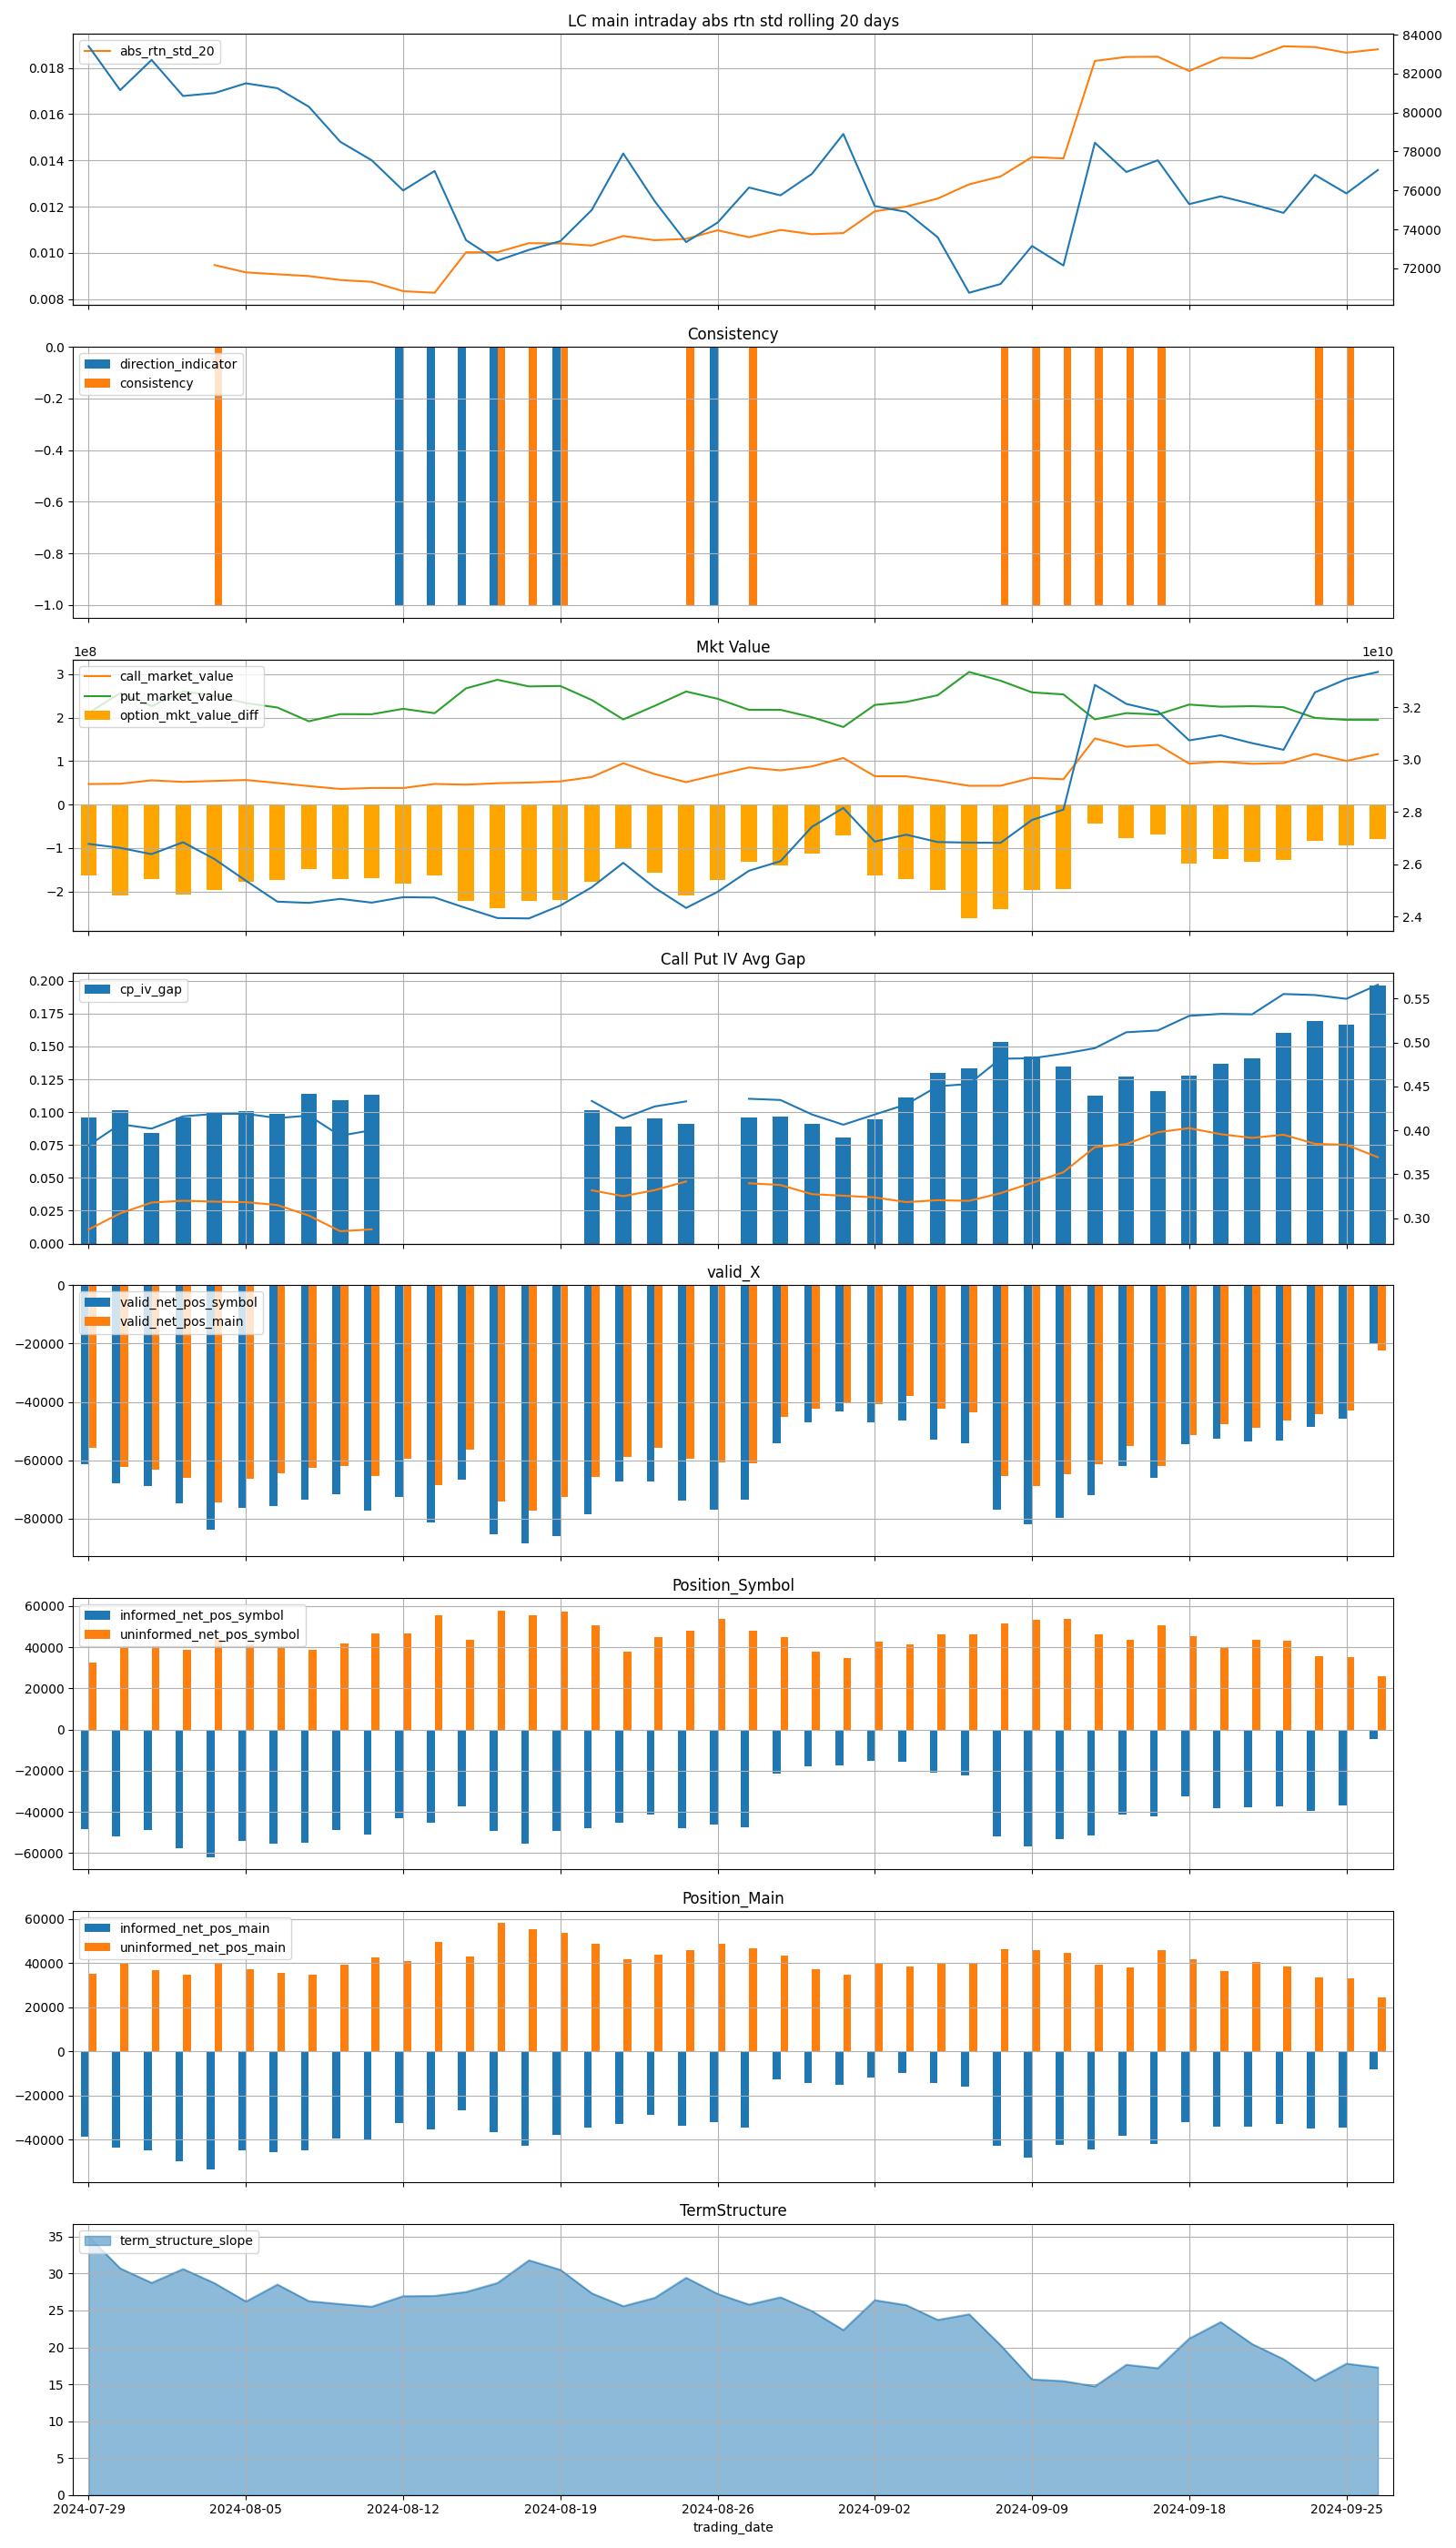 LC main intraday abs rtn std rolling 20 days
abs_rtn_std_20
0.018
0.016
0.014
0.012
0.010
0.008
84000
82000
80000
78000
76000
74000
72000
Consistency
direction_indicator
consistency
0.0
−0.2
−0.4
−0.6
−0.8
−1.0
Mkt Value
1e8
1e10
call_market_value
put_market_value
option_mkt_value_diff
3
2
1
0
−1
−2
3.2
3.0
2.8
2.6
2.4
Call Put IV Avg Gap
cp_iv_gap
0.200
0.175
0.150
0.125
0.100
0.075
0.050
0.025
0.000
0.55
0.50
0.45
0.40
0.35
0.30
valid_X
valid_net_pos_symbol
valid_net_pos_main
0
−20000
−40000
−60000
−80000
Position_Symbol
informed_net_pos_symbol
uninformed_net_pos_symbol
60000
40000
20000
0
−20000
−40000
−60000
Position_Main
informed_net_pos_main
uninformed_net_pos_main
60000
40000
20000
0
−20000
−40000
TermStructure
term_structure_slope
35
30
25
20
15
10
5
0
2024-07-29 2024-08-05 2024-08-12 2024-08-19 2024-08-26 2024-09-02 2024-09-09 2024-09-18 2024-09-25
trading_date